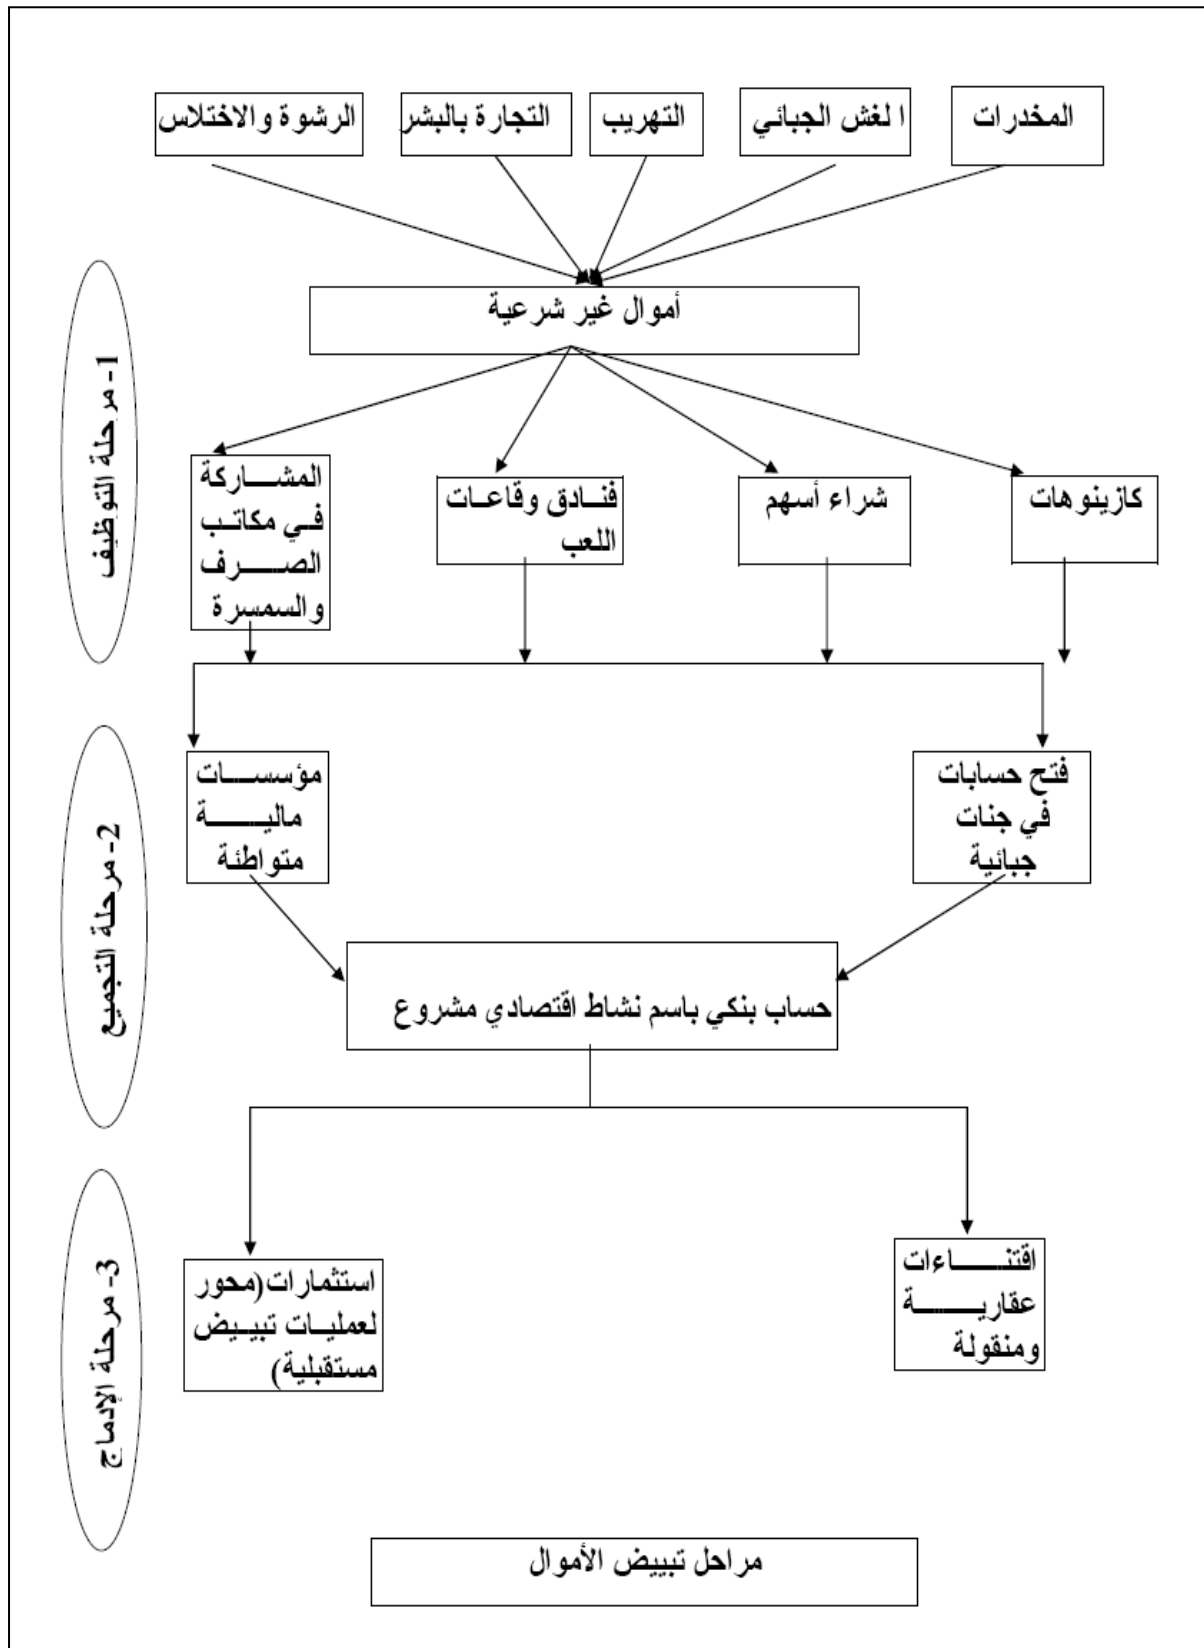 المخدرات
الغش الجبائي
التهريب
التجارة بالبشر
الرشوة والاختلاس
أموال غير شرعية
1- مرحلة التوظيف
كازينوهات
شراء أسهم
فنادق وقاعات
اللعب
المشاركة
في مكاتب
الصرف
والسمسرة
2- مرحلة التجميع
فتح حسابات
في جنات
جبائية
مؤسسات
مالية
متواطئة
حساب بنكي باسم نشاط اقتصادي مشروع
3- مرحلة الإدماج
اقتناءات
عقارية
ومنقولة
استثمارات(محور
لعمليات تبييض
مستقبلية)
مراحل تبييض الأموال